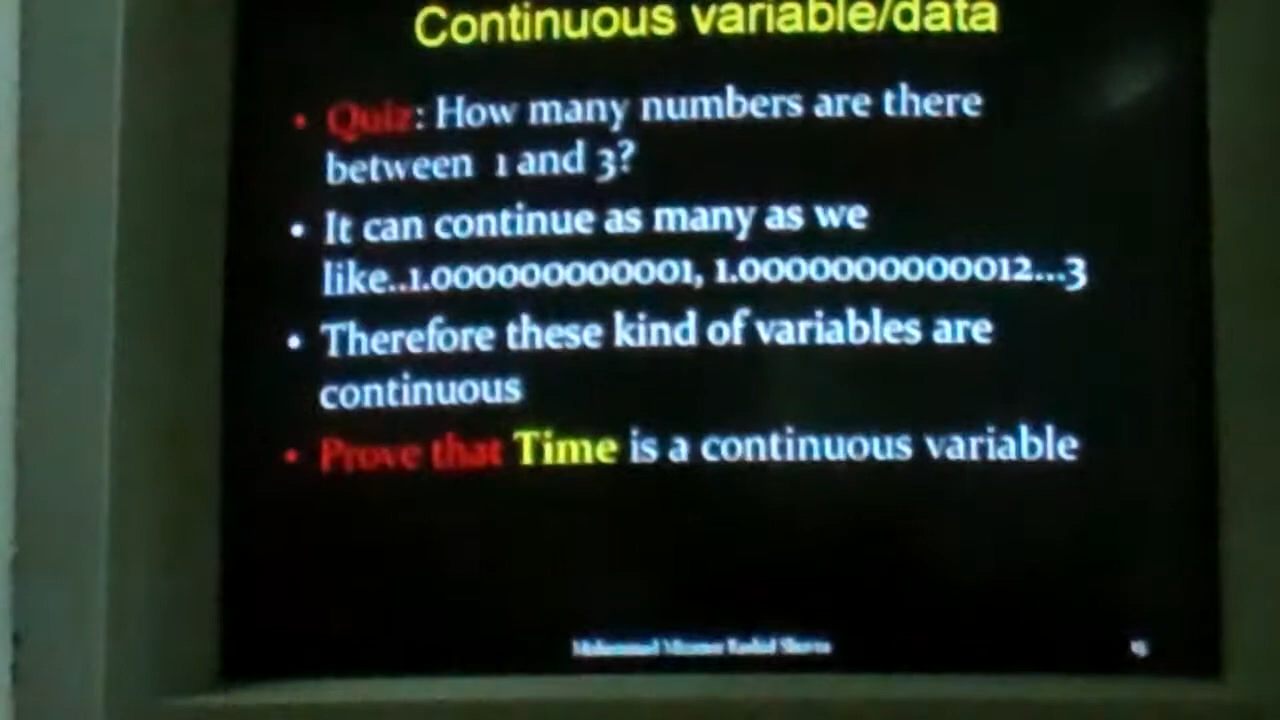 Continuous variable/data
• Quiz: How many numbers are there
between 1 and 3?
• It can continue as many as we
like..1.000000000001, 1.0000000000012...3
• Therefore these kind of variables are
continuous
• Prove that Time is a continuous variable